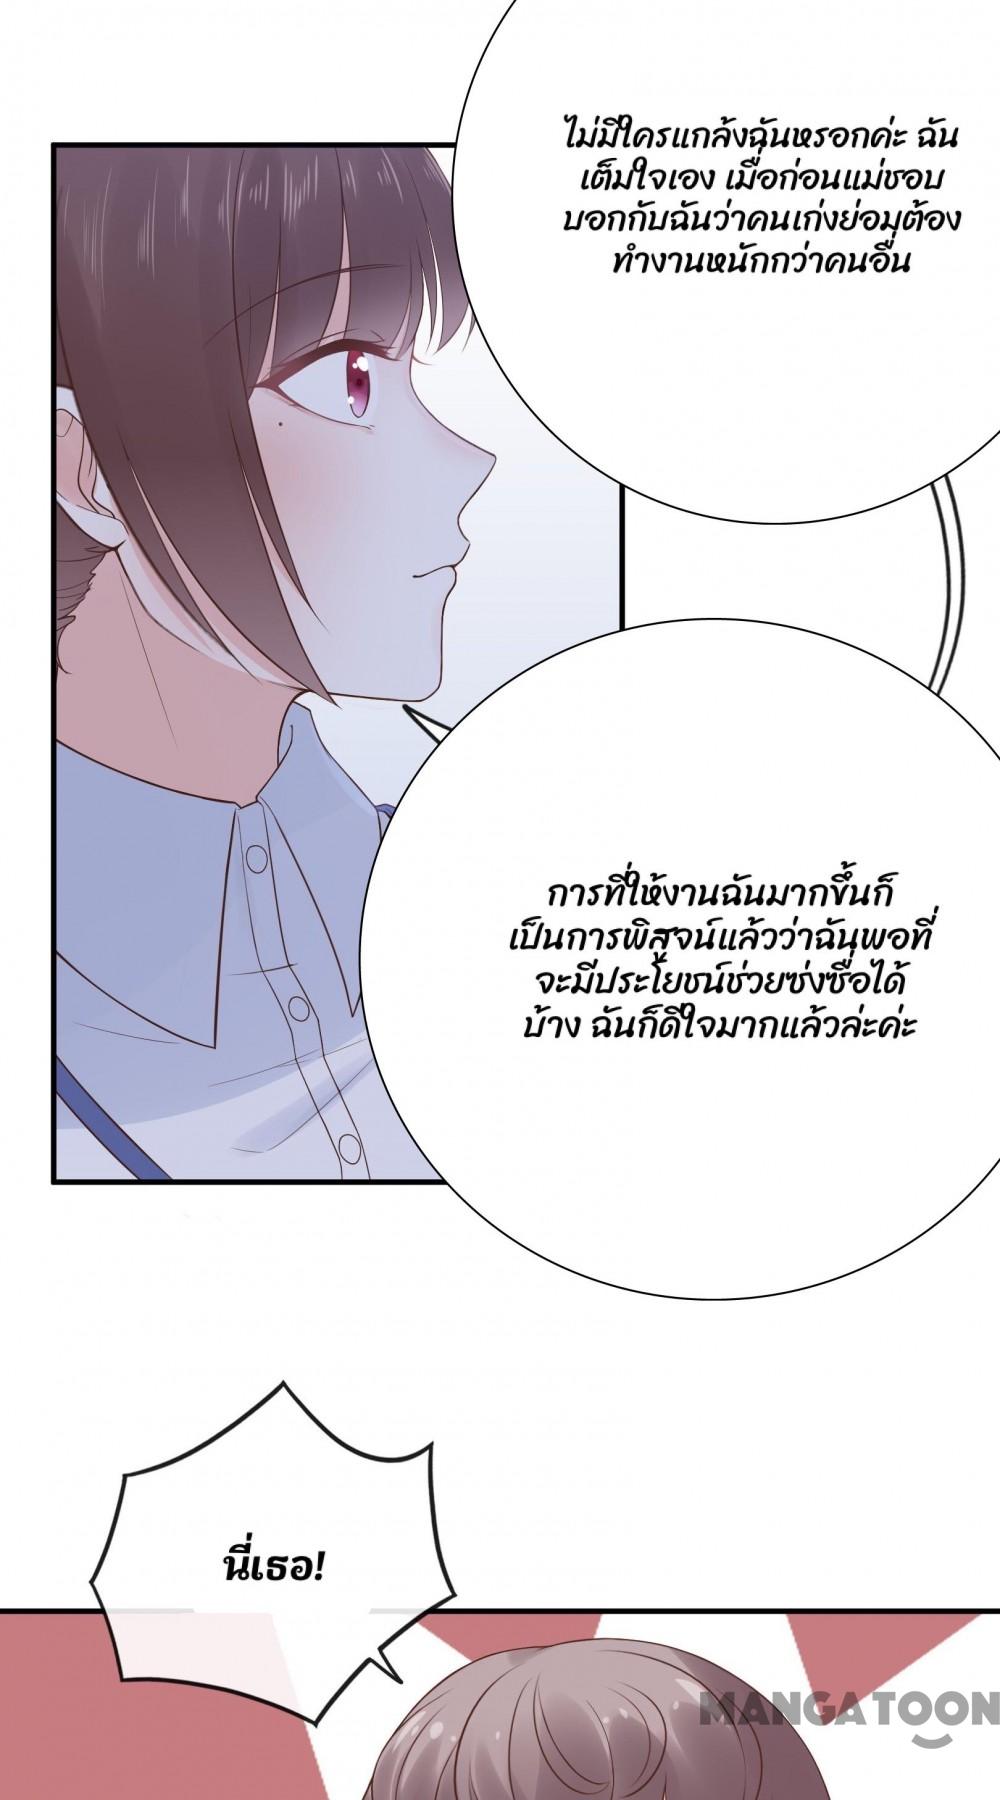 ไม่มีใครแกล้งฉันหรอกค่ะ ฉัน
เต็มใจเอง เมื่อก่อนแม่ชอบ
บอกกับฉันว่าคนเก่งย่อมต้อง
ทำงานหนักกว่าคนอื่น
การที่ให้งานฉันมากขึ้นก็
เป็นการพิสูจน์แล้วว่าฉันพอที่
จะมีประโยชน์ช่วยซ่งซื่อได้
บ้าง ฉันก็ดีใจมากแล้วล่ะค่ะ
นี่เธอ!
MANGATOON